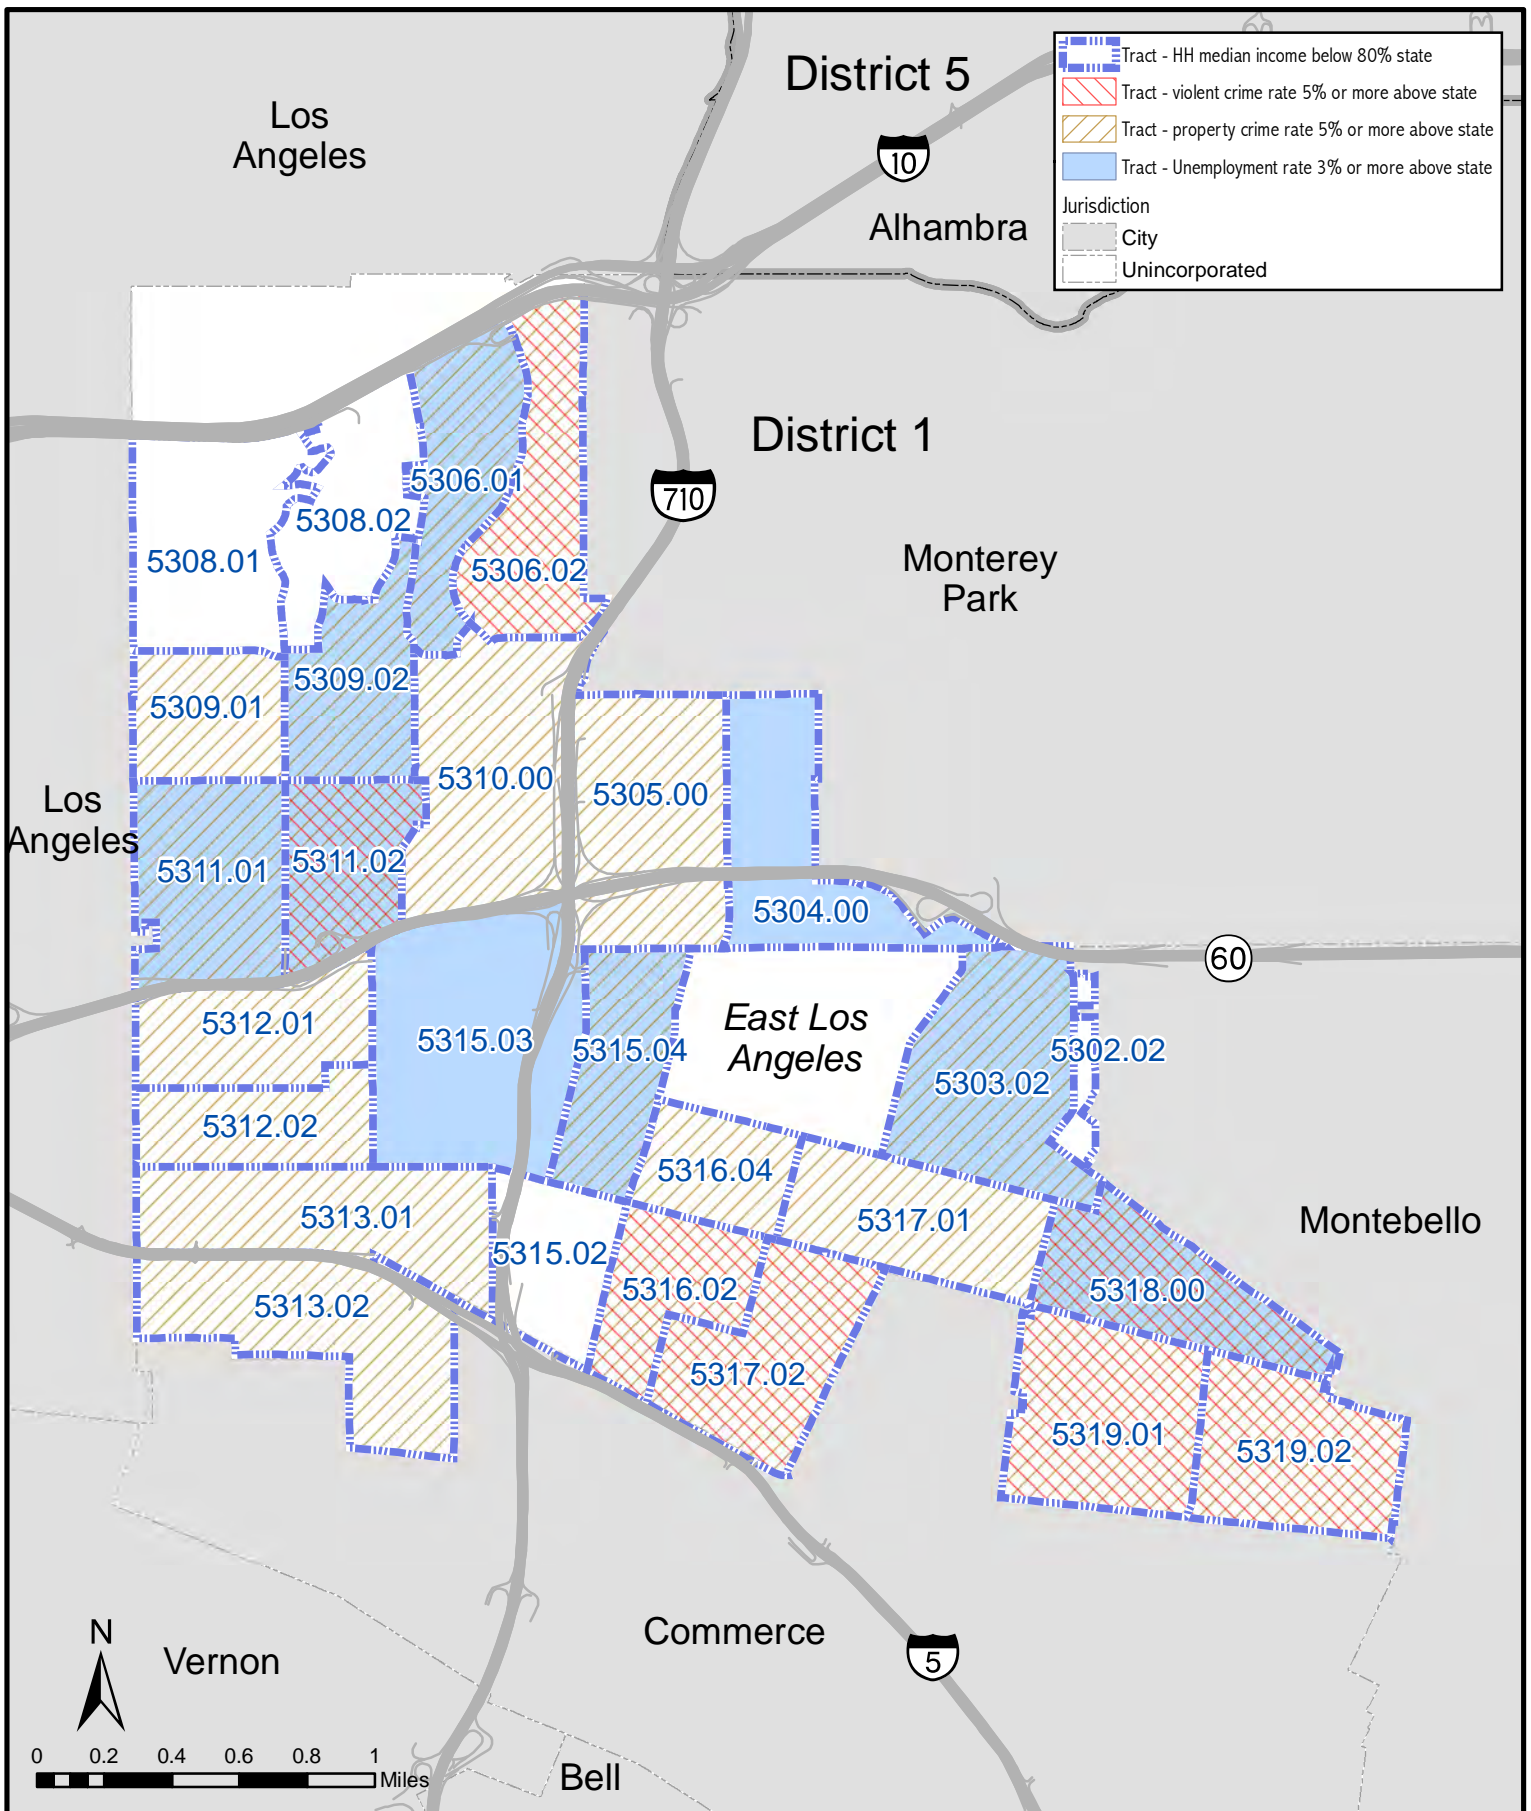 Tract - HH median income below 80% state
Tract - violent crime rate 5% or more above state
Tract - property crime rate 5% or more above state
Tract - Unemployment rate 3% or more above state
Jurisdiction
City
Unincorporated
District 5
Los
Angeles
10
Alhambra
District 1
5306.01
710
5308.02
5308.01
5306.02
Monterey
Park
5309.02
5309.01
5310.00
5305.00
Los
Angeles
5311.01
5311.02
5304.00
60
5312.01
5315.03
5315.04
East Los
Angeles
5302.02
5303.02
5312.02
5316.04
5313.01
5317.01
Montebello
5315.02
5316.02
5318.00
5313.02
5317.02
5319.01
5319.02
Commerce
N
Vernon
5
0 0.2 0.4 0.6 0.8 1
Miles
Bell